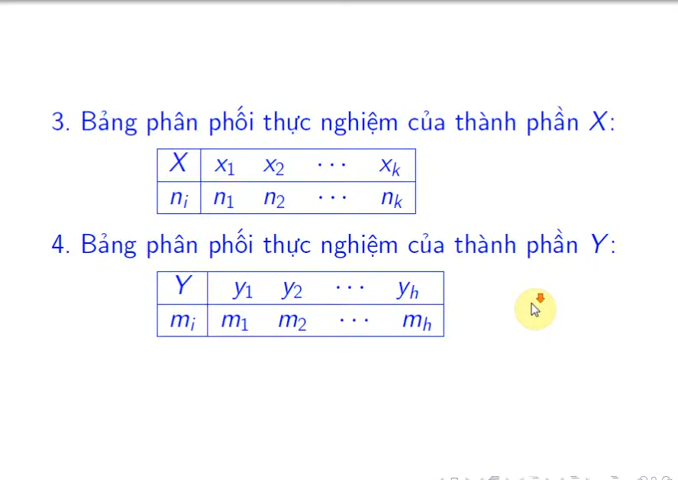 3. Bảng phân phối thực nghiệm của thành phần X:
X x₁ x₂ ··· xₖ
nᵢ n₁ n₂ ··· nₖ
4. Bảng phân phối thực nghiệm của thành phần Y:
Y y₁ y₂ ··· yₕ
mᵢ m₁ m₂ ··· mₕ